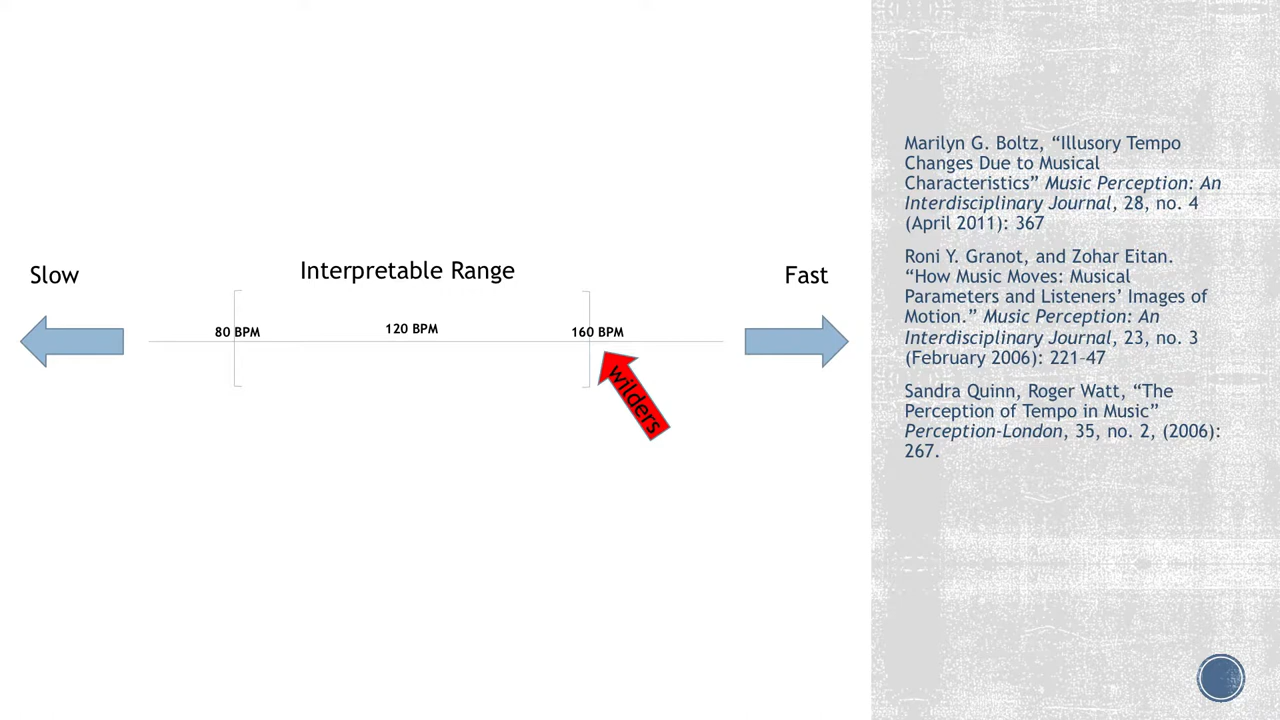 Slow
Interpretable Range
Fast
80 BPM
120 BPM
160 BPM
wilders
Marilyn G. Boltz, “Illusory Tempo
Changes Due to Musical
Characteristics” Music Perception: An
Interdisciplinary Journal, 28, no. 4
(April 2011): 367
Roni Y. Granot, and Zohar Eitan.
“How Music Moves: Musical
Parameters and Listeners’ Images of
Motion.” Music Perception: An
Interdisciplinary Journal, 23, no. 3
(February 2006): 221–47
Sandra Quinn, Roger Watt, “The
Perception of Tempo in Music”
Perception-London, 35, no. 2, (2006):
267.